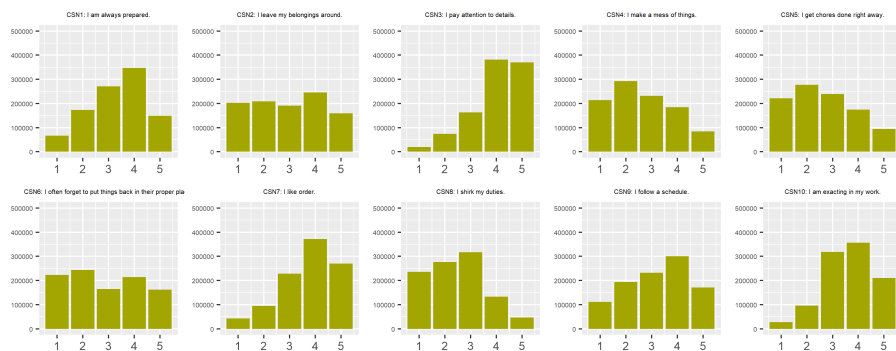 CSN1: I am always prepared.
CSN2: I leave my belongings around.
CSN3: I pay attention to details.
CSN4: I make a mess of things.
CSN5: I get chores done right away.
500000 500000 500000 500000 500000
400000 400000 400000 400000 400000
300000 300000 300000 300000 300000
200000 200000 200000 200000 200000
100000 100000 100000 100000 100000
0 0 0 0 0
1 2 3 4 5 1 2 3 4 5 1 2 3 4 5 1 2 3 4 5 1 2 3 4 5
CSN6: I often forget to put things back in their proper pla
CSN7: I like order.
CSN8: I shirk my duties.
CSN9: I follow a schedule.
CSN10: I am exacting in my work.
500000 500000 500000 500000 500000
400000 400000 400000 400000 400000
300000 300000 300000 300000 300000
200000 200000 200000 200000 200000
100000 100000 100000 100000 100000
0 0 0 0 0
1 2 3 4 5 1 2 3 4 5 1 2 3 4 5 1 2 3 4 5 1 2 3 4 5